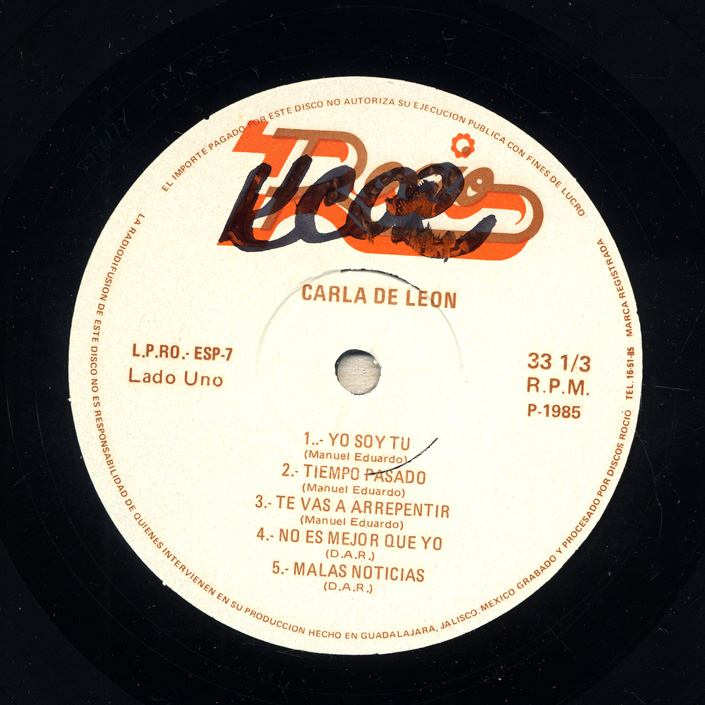 EL IMPORTE PAGADO POR ESTE DISCO NO AUTORIZA SU EJECUCION PUBLICA CON FINES DE LUCRO
Rocio
CARLA DE LEON
L.P.RO.- ESP-7
Lado Uno
33 1/3
R.P.M.
P-1985
1..- YO SOY TU
(Manuel Eduardo)
2.- TIEMPO PASADO
(Manuel Eduardo)
3.- TE VAS A ARREPENTIR
(Manuel Eduardo)
4.- NO ES MEJOR QUE YO
(D.A.R.)
5.- MALAS NOTICIAS
(D.A.R.)
LA RADIODIFUSION DE ESTE DISCO NO ES RESPONSABILIDAD DE QUIENES INTERVIENEN EN SU PRODUCCION HECHO EN GUADALAJARA, JALISCO. MEXICO GRABADO Y PROCESADO POR DISCOS ROCIÓ TEL. 16-51-85 MARCA REGISTRADA